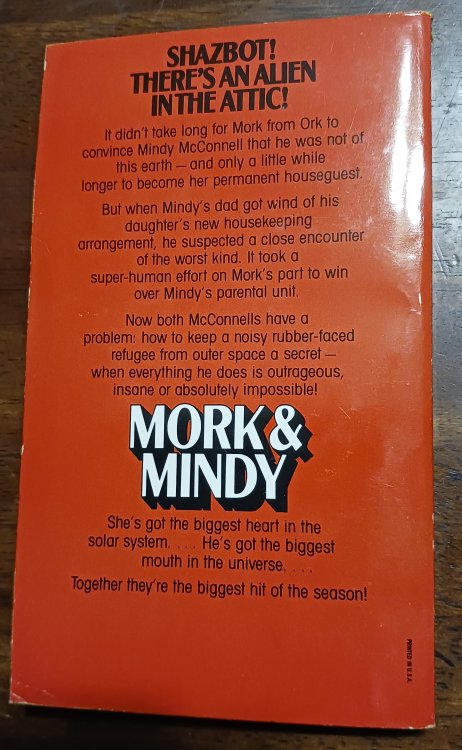 SHAZBOT!
THERE'S AN ALIEN
IN THE ATTIC!
It didn't take long for Mork from Ork to
convince Mindy McConnell that he was not of
this earth — and only a little while
longer to become her permanent houseguest.
But when Mindy's dad got wind of his
daughter's new housekeeping
arrangement, he suspected a close encounter
of the worst kind. It took a
super-human effort on Mork's part to win
over Mindy's parental unit.
Now both McConnells have a
problem: how to keep a noisy rubber-faced
refugee from outer space a secret —
when everything he does is outrageous,
insane or absolutely impossible!
MORK &
MINDY
She's got the biggest heart in the
solar system. . . . He's got the biggest
mouth in the universe. . . .
Together they're the biggest hit of the season!
PRINTED IN U.S.A.